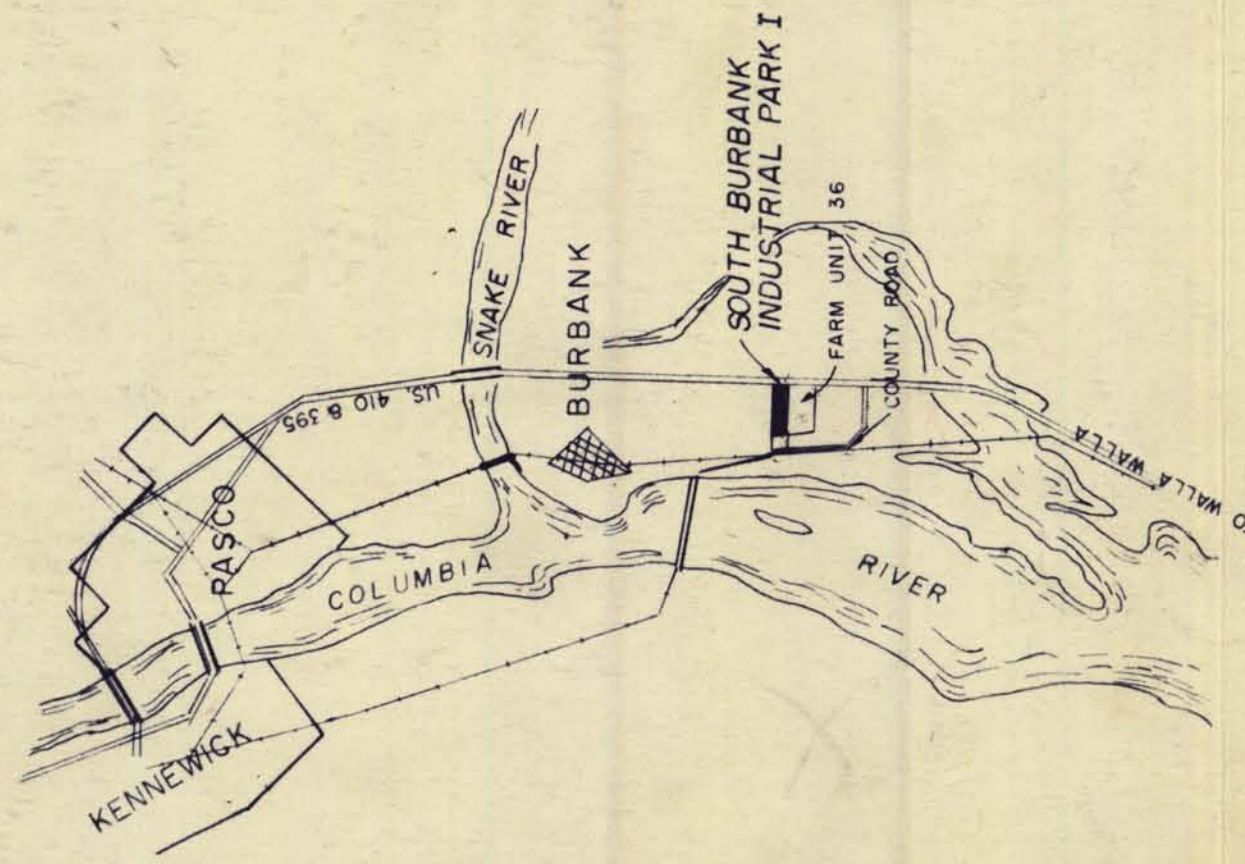 KENNEWICK
PASCO
U.S. 410 & 395
COLUMBIA
SNAKE RIVER
BURBANK
SOUTH BURBANK
INDUSTRIAL PARK I
FARM UNIT 36
COUNTY ROAD
RIVER
TO WALLA WALLA